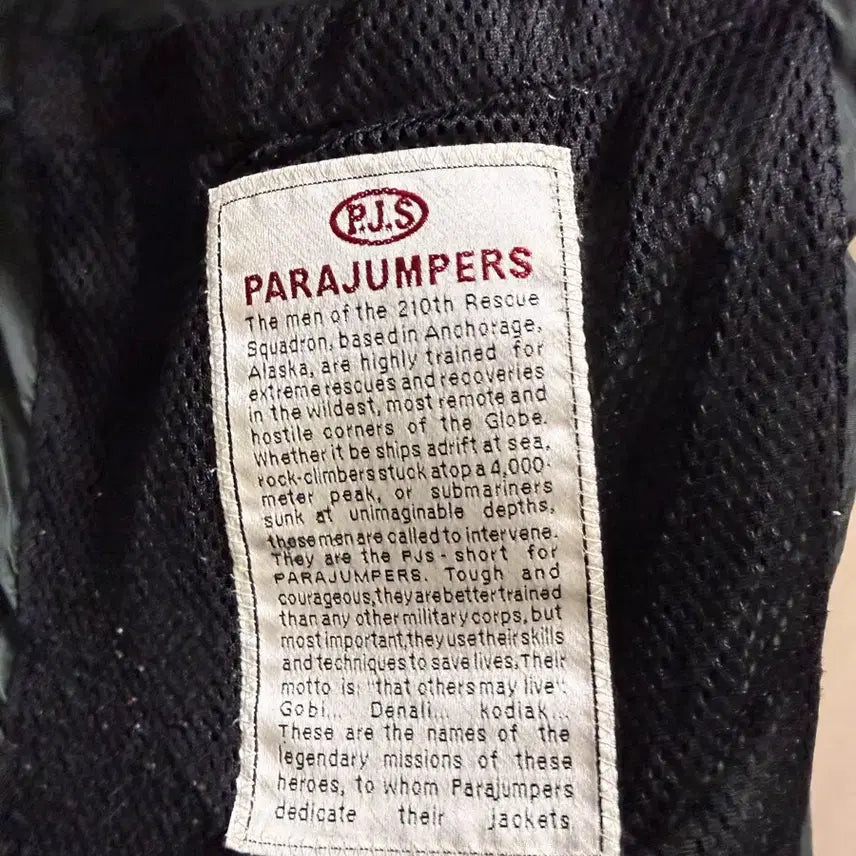 P.J.S
PARAJUMPERS
The men of the 210th Rescue
Squadron, based in Anchorage,
Alaska, are highly trained for
extreme rescues and recoveries
in the wildest, most remote and
hostile corners of the Globe.
Whether it be ships adrift at sea,
rock-climbers stuck atop a 4,000-
meter peak, or submariners
sunk at unimaginable depths,
these men are called to intervene.
They are the PJs - short for
PARAJUMPERS. Tough and
courageous, they are better trained
than any other military corps, but
most important, they use their skills
and techniques to save lives. Their
motto is: "that others may live".
Gobi... Denali... kodiak...
These are the names of the
legendary missions of these
heroes, to whom Parajumpers
dedicate their jackets